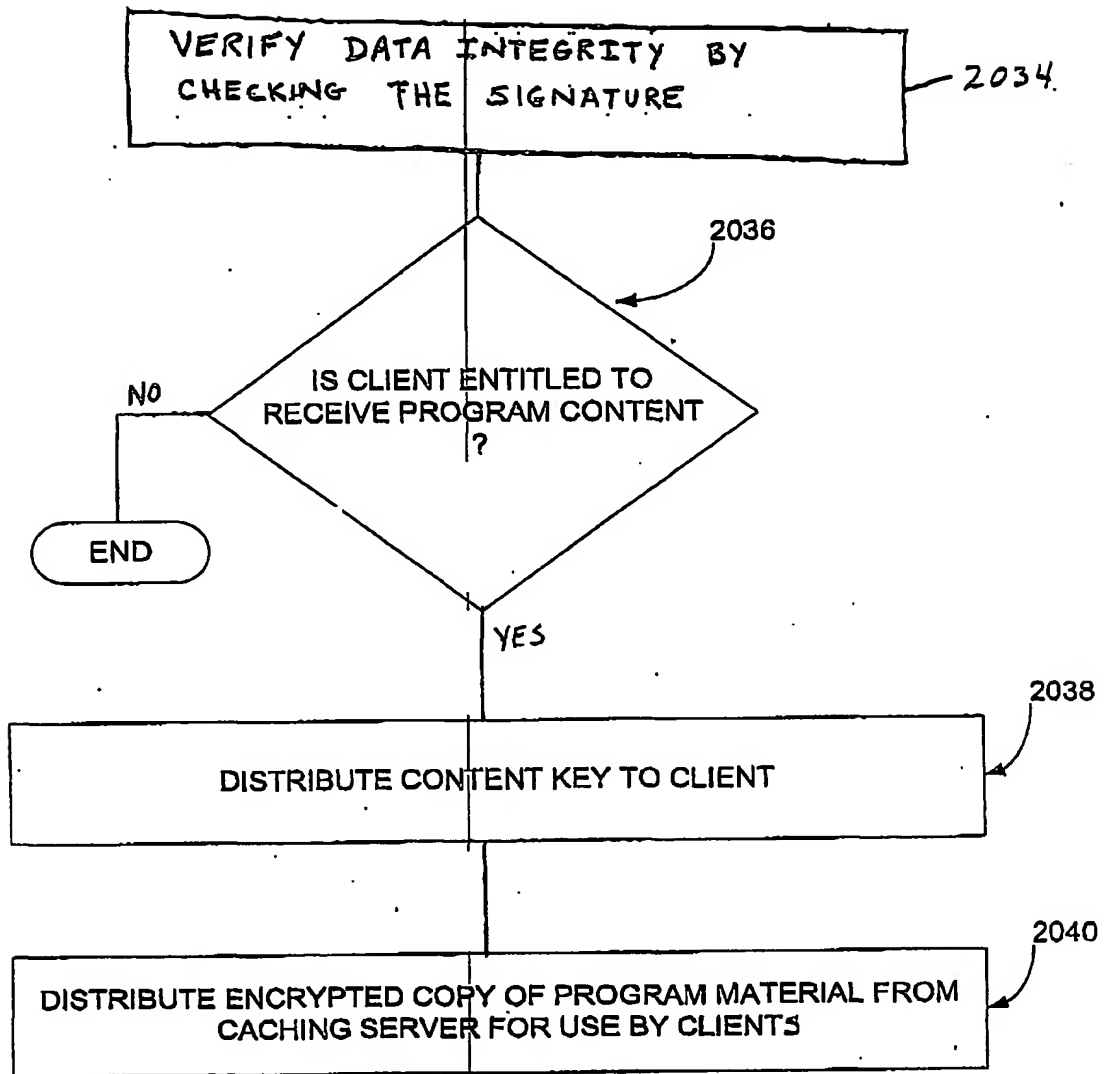 VERIFY DATA INTEGRITY BY
CHECKING THE SIGNATURE
2034
2036
IS CLIENT ENTITLED TO
RECEIVE PROGRAM CONTENT
?
NO
END
YES
2038
DISTRIBUTE CONTENT KEY TO CLIENT
2040
DISTRIBUTE ENCRYPTED COPY OF PROGRAM MATERIAL FROM
CACHING SERVER FOR USE BY CLIENTS